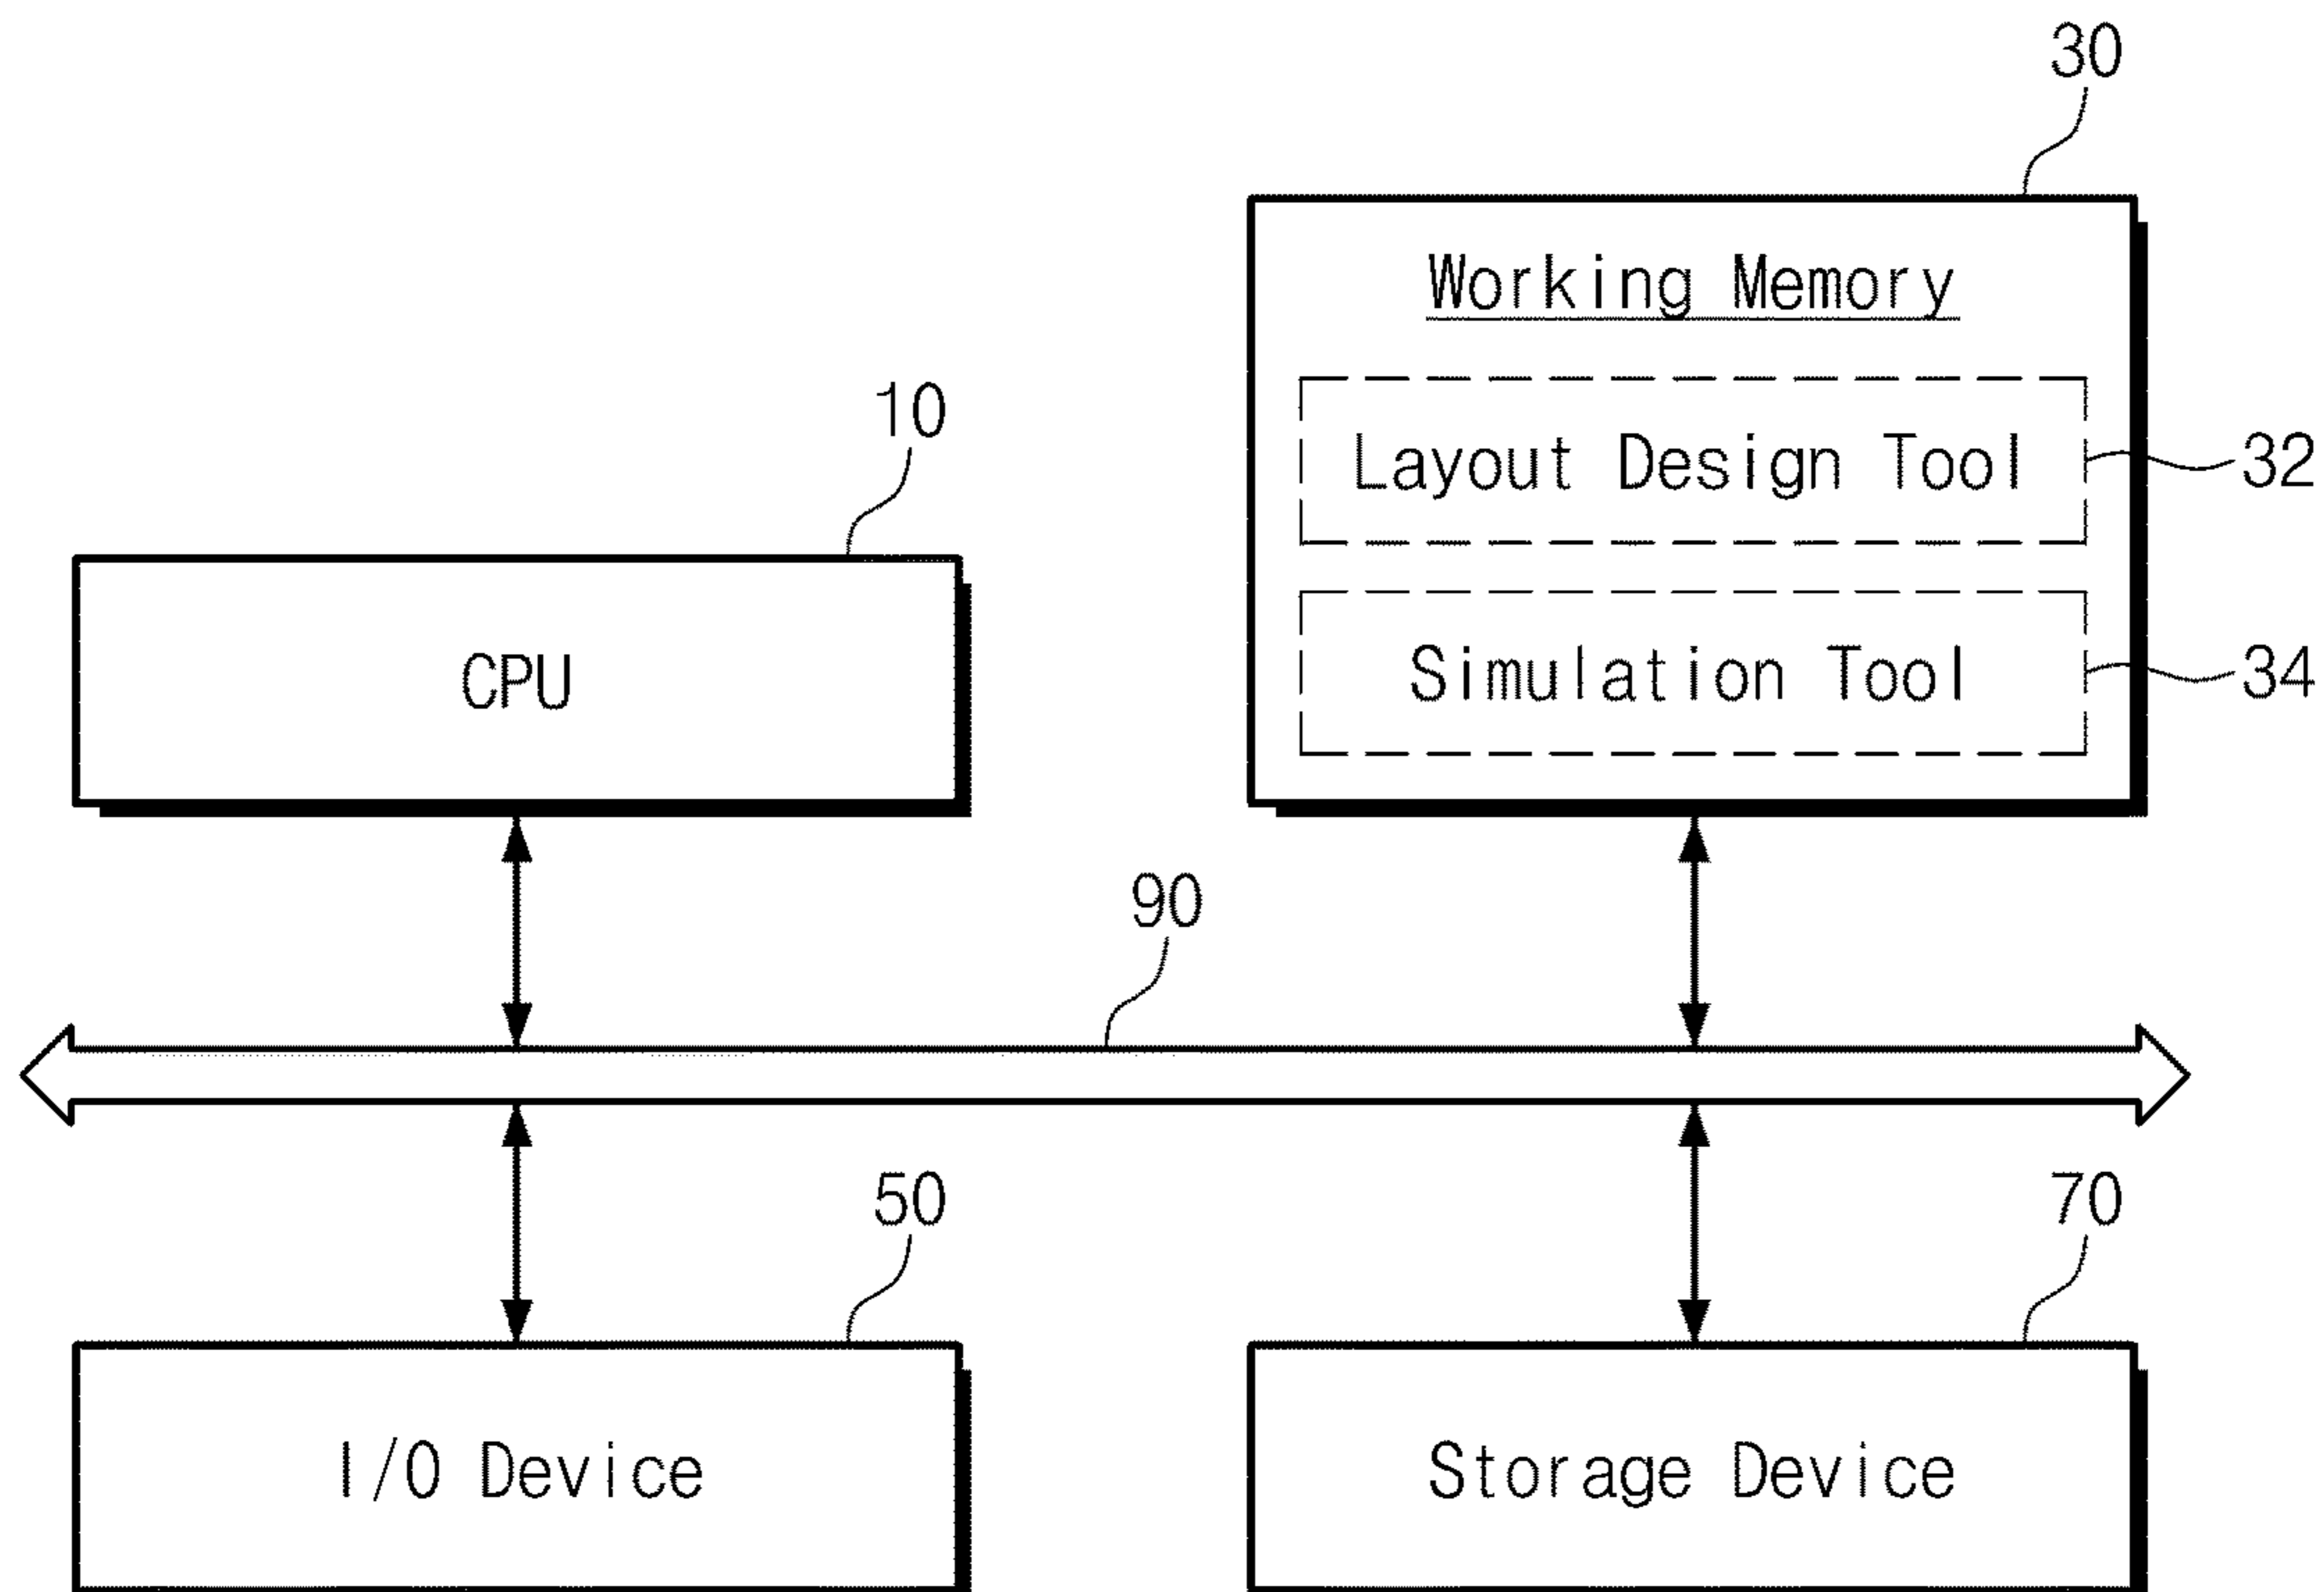 30
Working Memory
10
Layout Design Tool
32
CPU
Simulation Tool
34
90
50
70
I/O Device
Storage Device